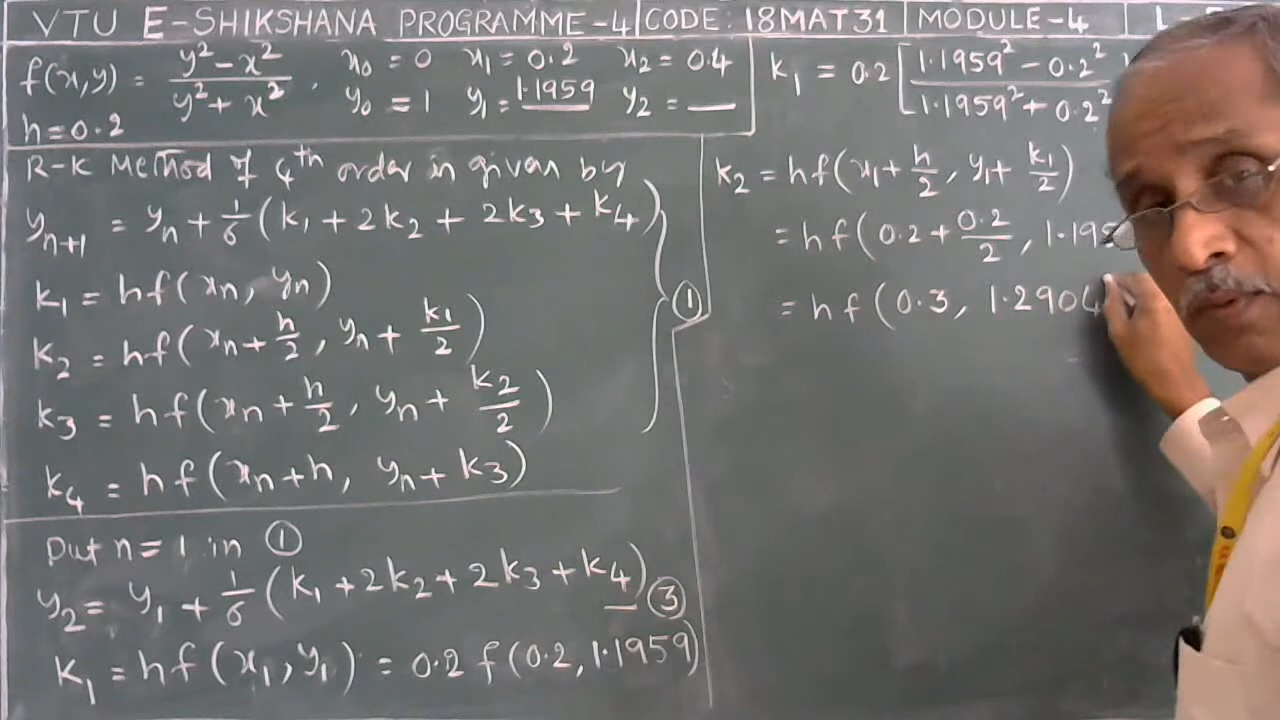 VTU E-SHIKSHANA PROGRAMME-4 | CODE: 18MAT31 | MODULE-4
f(x,y) = (y² - x²)/(y² + x²), x₀ = 0 x₁ = 0.2 x₂ = 0.4
y₀ = 1 y₁ = 1.1959 y₂ = __
h = 0.2
R-K Method of 4th order in given by
yₙ₊₁ = yₙ + 1/6 (k₁ + 2k₂ + 2k₃ + k₄)
k₁ = hf(xₙ, yₙ)
k₂ = hf(xₙ + h/2, yₙ + k₁/2)
①
k₃ = hf(xₙ + h/2, yₙ + k₂/2)
k₄ = hf(xₙ + h, yₙ + k₃)
Put n = 1 in ①
y₂ = y₁ + 1/6 (k₁ + 2k₂ + 2k₃ + k₄) ③
k₁ = hf(x₁, y₁) = 0.2 f(0.2, 1.1959)
k₁ = 0.2 [(1.1959² - 0.2²)/(1.1959² + 0.2²)
k₂ = hf(x₁ + h/2, y₁ + k₁/2)
= hf(0.2 + 0.2/2, 1.195
= hf(0.3, 1.2904